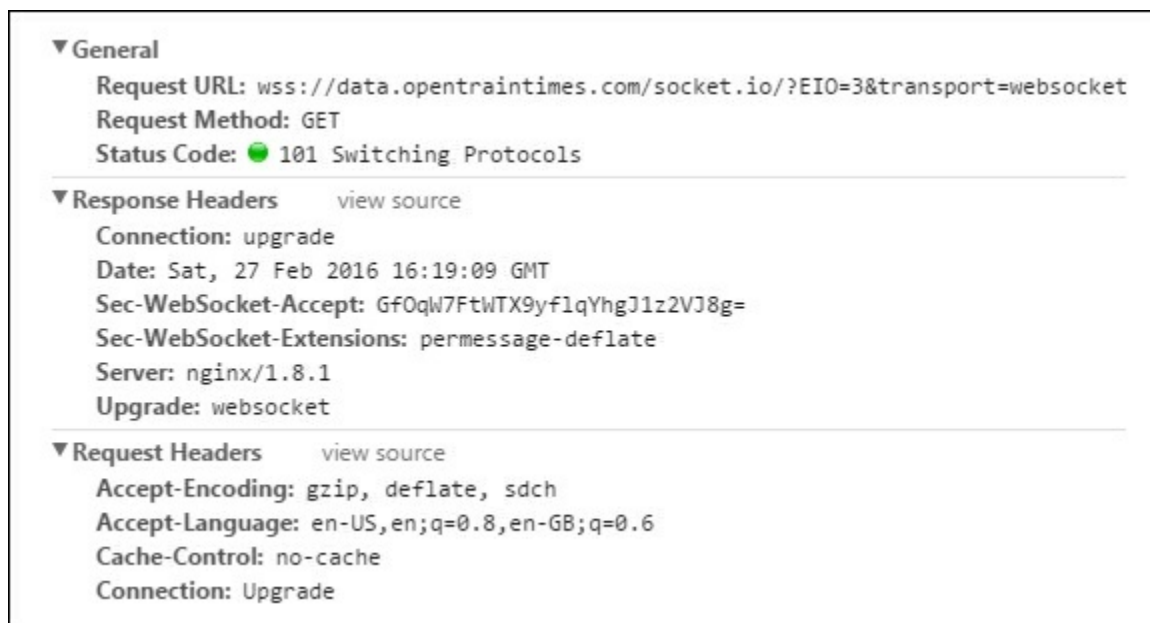 General
Request URL: wss://data.opentraintimes.com/socket.io/?EIO=3&transport=websocket
Request Method: GET
Status Code: 101 Switching Protocols
Response Headers view source
Connection: upgrade
Date: Sat, 27 Feb 2016 16:19:09 GMT
Sec-WebSocket-Accept: GfOqW7FtWTX9yflqYhgJ1z2VJ8g=
Sec-WebSocket-Extensions: permessage-deflate
Server: nginx/1.8.1
Upgrade: websocket
Request Headers view source
Accept-Encoding: gzip, deflate, sdch
Accept-Language: en-US,en;q=0.8,en-GB;q=0.6
Cache-Control: no-cache
Connection: Upgrade